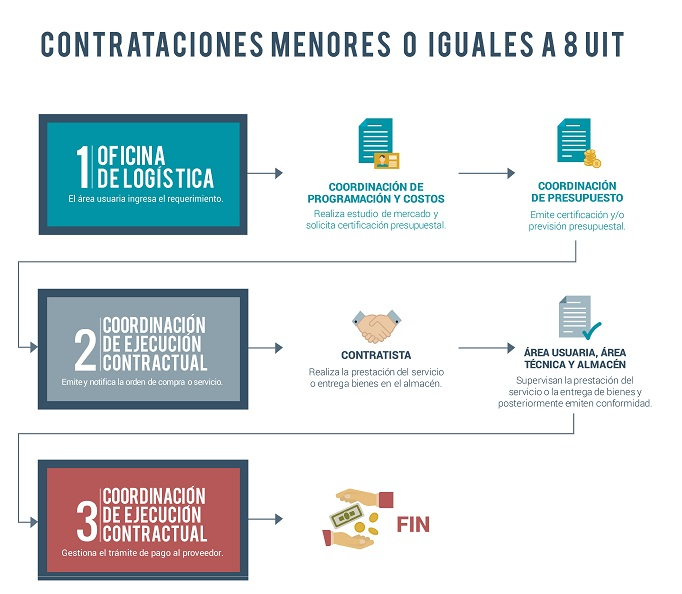 CONTRATACIONES MENORES O IGUALES A 8 UIT
1 OFICINA
DE LOGÍSTICA
El área usuaria ingresa el requerimiento.
COORDINACIÓN DE
PROGRAMACIÓN Y COSTOS
Realiza estudio de mercado y
solicita certificación presupuestal.
COORDINACIÓN
DE PRESUPUESTO
Emite certificación y/o
previsión presupuestal.
2 COORDINACIÓN
DE EJECUCIÓN
CONTRACTUAL
Emite y notifica la orden de compra o servicio.
CONTRATISTA
Realiza la prestación del servicio
o entrega bienes en el almacén.
ÁREA USUARIA, ÁREA
TÉCNICA Y ALMACÉN
Supervisan la prestación del
servicio o la entrega de bienes y
posteriormente emiten conformidad.
3 COORDINACIÓN
DE EJECUCIÓN
CONTRACTUAL
Gestiona el trámite de pago al proveedor.
FIN